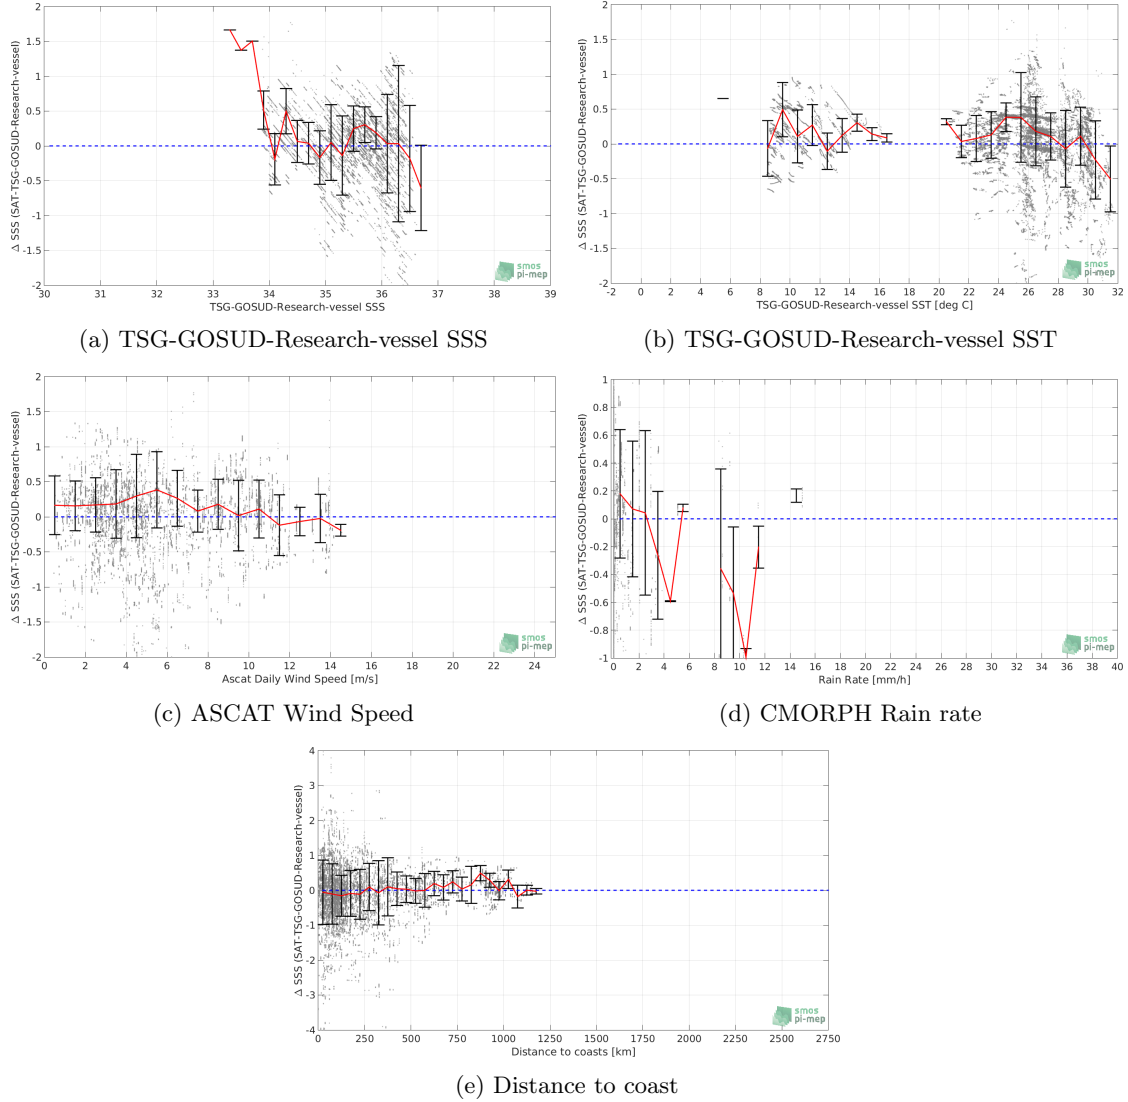 2
1.5
1
0.5
0
-0.5
-1
-1.5
-2
Δ SSS (SAT-TSG-GOSUD-Research-vessel)
30 31 32 33 34 35 36 37 38 39
TSG-GOSUD-Research-vessel SSS
smos
pi-mep
(a) TSG-GOSUD-Research-vessel SSS
2
1.5
1
0.5
0
-0.5
-1
-1.5
-2
Δ SSS (SAT-TSG-GOSUD-Research-vessel)
-2 0 2 4 6 8 10 12 14 16 18 20 22 24 26 28 30 32
TSG-GOSUD-Research-vessel SST [deg C]
smos
pi-mep
(b) TSG-GOSUD-Research-vessel SST
2
1.5
1
0.5
0
-0.5
-1
-1.5
-2
Δ SSS (SAT-TSG-GOSUD-Research-vessel)
0 2 4 6 8 10 12 14 16 18 20 22 24
Ascat Daily Wind Speed [m/s]
smos
pi-mep
(c) ASCAT Wind Speed
1
0.8
0.6
0.4
0.2
0
-0.2
-0.4
-0.6
-0.8
-1
Δ SSS (SAT-TSG-GOSUD-Research-vessel)
0 2 4 6 8 10 12 14 16 18 20 22 24 26 28 30 32 34 36 38 40
Rain Rate [mm/h]
smos
pi-mep
(d) CMORPH Rain rate
4
3
2
1
0
-1
-2
-3
-4
Δ SSS (SAT-TSG-GOSUD-Research-vessel)
0 250 500 750 1000 1250 1500 1750 2000 2250 2500 2750
Distance to coasts [km]
smos
pi-mep
(e) Distance to coast